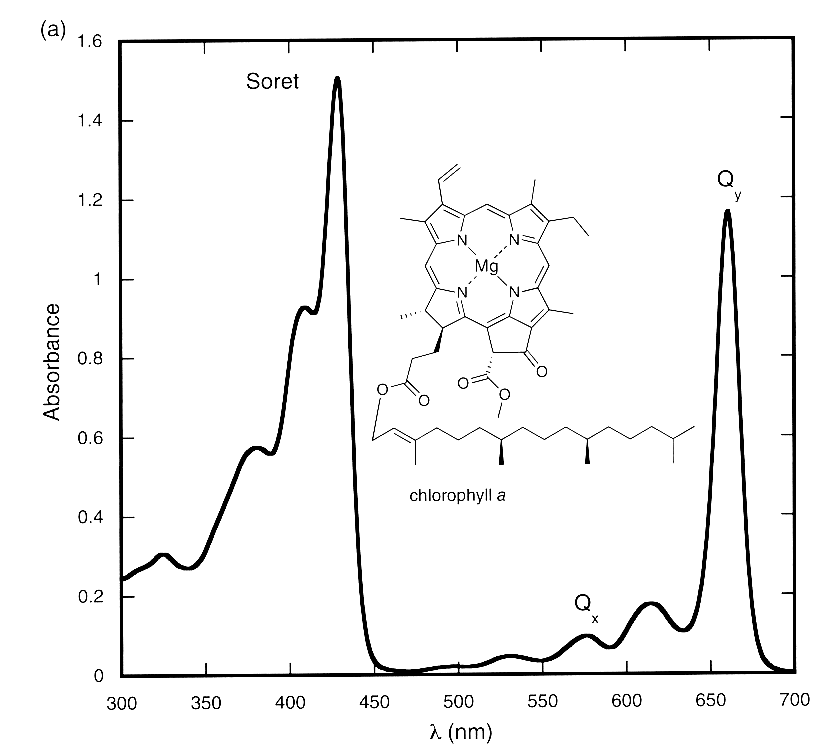 (a)
1.6
1.4
1.2
1
0.8
0.6
0.4
0.2
0
Absorbance
Soret
Qy
Mg
N
N
N
N
O
O
O
O
O
chlorophyll a
Qx
300
350
400
450
500
550
600
650
700
λ (nm)